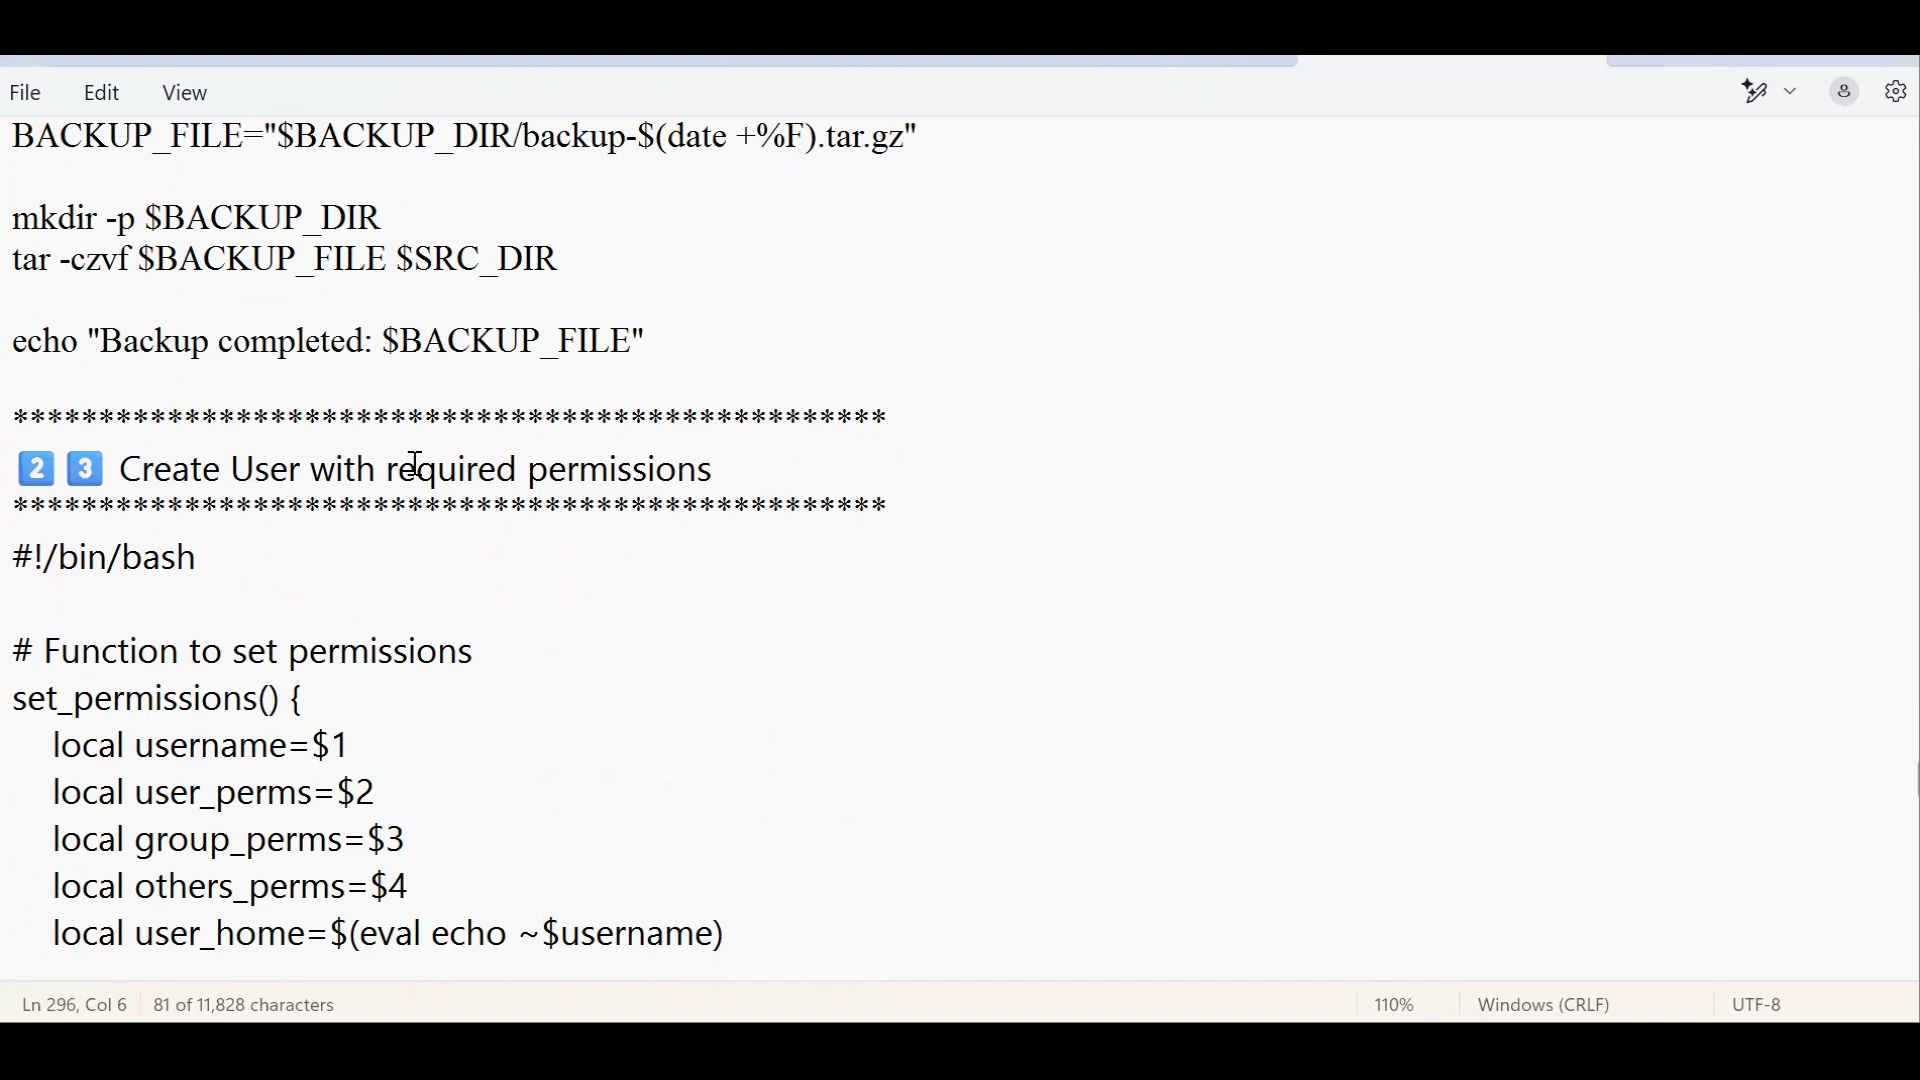 File Edit View
BACKUP_FILE="$BACKUP_DIR/backup-$(date +%F).tar.gz"
mkdir -p $BACKUP_DIR
tar -czvf $BACKUP_FILE $SRC_DIR
echo "Backup completed: $BACKUP_FILE"
***************************************************
2️⃣3️⃣ Create User with required permissions
***************************************************
#!/bin/bash
# Function to set permissions
set_permissions() {
local username=$1
local user_perms=$2
local group_perms=$3
local others_perms=$4
local user_home=$(eval echo ~$username)
Ln 296, Col 6 81 of 11,828 characters 110% Windows (CRLF) UTF-8